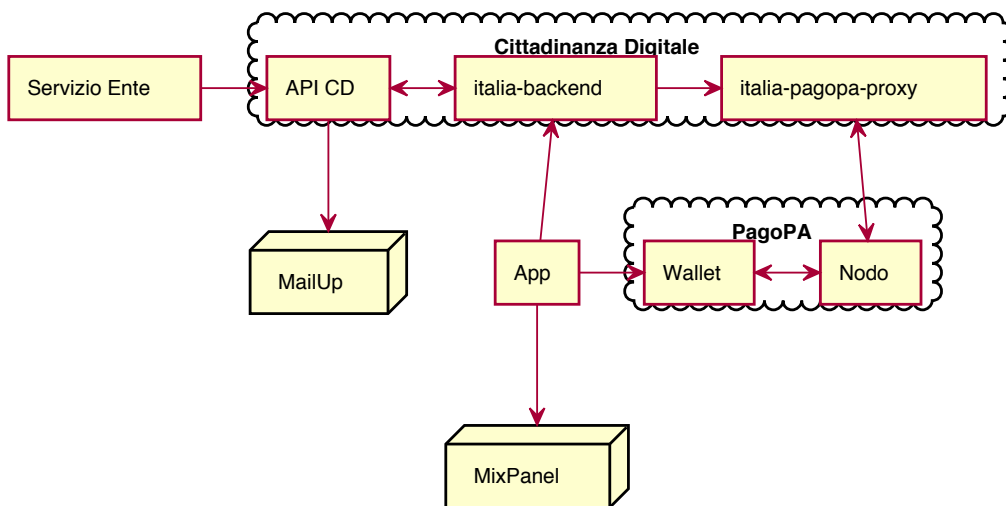 Cittadinanza Digitale
Servizio Ente
API CD
italia-backend
italia-pagopa-proxy
PagoPA
MailUp
App
Wallet
Nodo
MixPanel